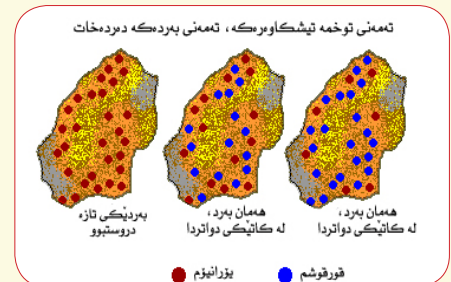 تەمەنی توخمە تیشکاوەرەکە، تەمەنی بەردەکە دەردەخات
بەردێکی تازە
دروستبوو
هەمان بەرد،
لە کاتێکی دواتردا
هەمان بەرد،
لە کاتێکی دواتردا
یۆرانیۆم
قورقوشم